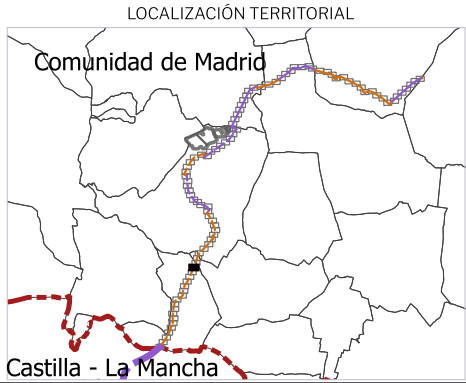 LOCALIZACIÓN TERRITORIAL
Comunidad de Madrid
Castilla - La Mancha